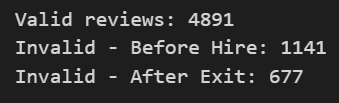 Valid reviews: 4891
Invalid - Before Hire: 1141
Invalid - After Exit: 677